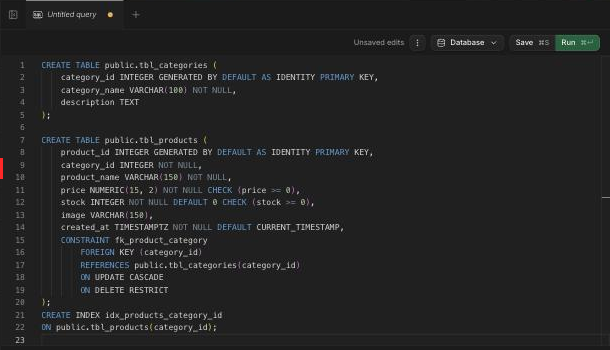 Untitled query
Unsaved edits
Database
Save ⌘S
Run ⌘↵
1 CREATE TABLE public.tbl_categories (
2 category_id INTEGER GENERATED BY DEFAULT AS IDENTITY PRIMARY KEY,
3 category_name VARCHAR(100) NOT NULL,
4 description TEXT
5 );
6
7 CREATE TABLE public.tbl_products (
8 product_id INTEGER GENERATED BY DEFAULT AS IDENTITY PRIMARY KEY,
9 category_id INTEGER NOT NULL,
10 product_name VARCHAR(150) NOT NULL,
11 price NUMERIC(15, 2) NOT NULL CHECK (price >= 0),
12 stock INTEGER NOT NULL DEFAULT 0 CHECK (stock >= 0),
13 image VARCHAR(150),
14 created_at TIMESTAMPTZ NOT NULL DEFAULT CURRENT_TIMESTAMP,
15 CONSTRAINT fk_product_category
16 FOREIGN KEY (category_id)
17 REFERENCES public.tbl_categories(category_id)
18 ON UPDATE CASCADE
19 ON DELETE RESTRICT
20 );
21 CREATE INDEX idx_products_category_id
22 ON public.tbl_products(category_id);
23